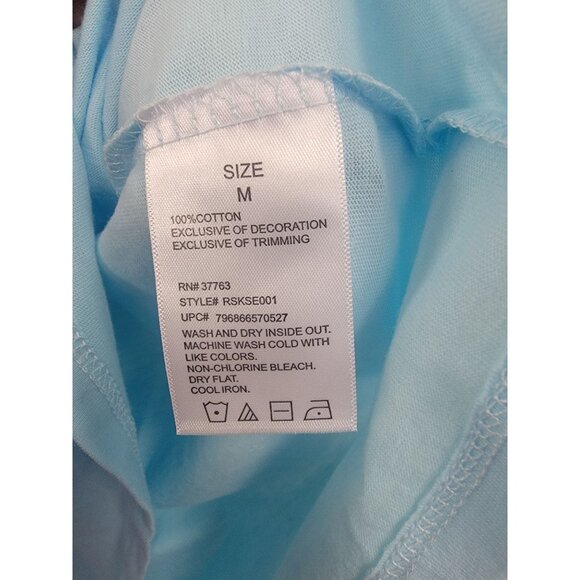 SIZE
M
100%COTTON
EXCLUSIVE OF DECORATION
EXCLUSIVE OF TRIMMING
RN# 37763
STYLE# RSKSE001
UPC# 796866570527
WASH AND DRY INSIDE OUT.
MACHINE WASH COLD WITH
LIKE COLORS.
NON-CHLORINE BLEACH.
DRY FLAT.
COOL IRON.